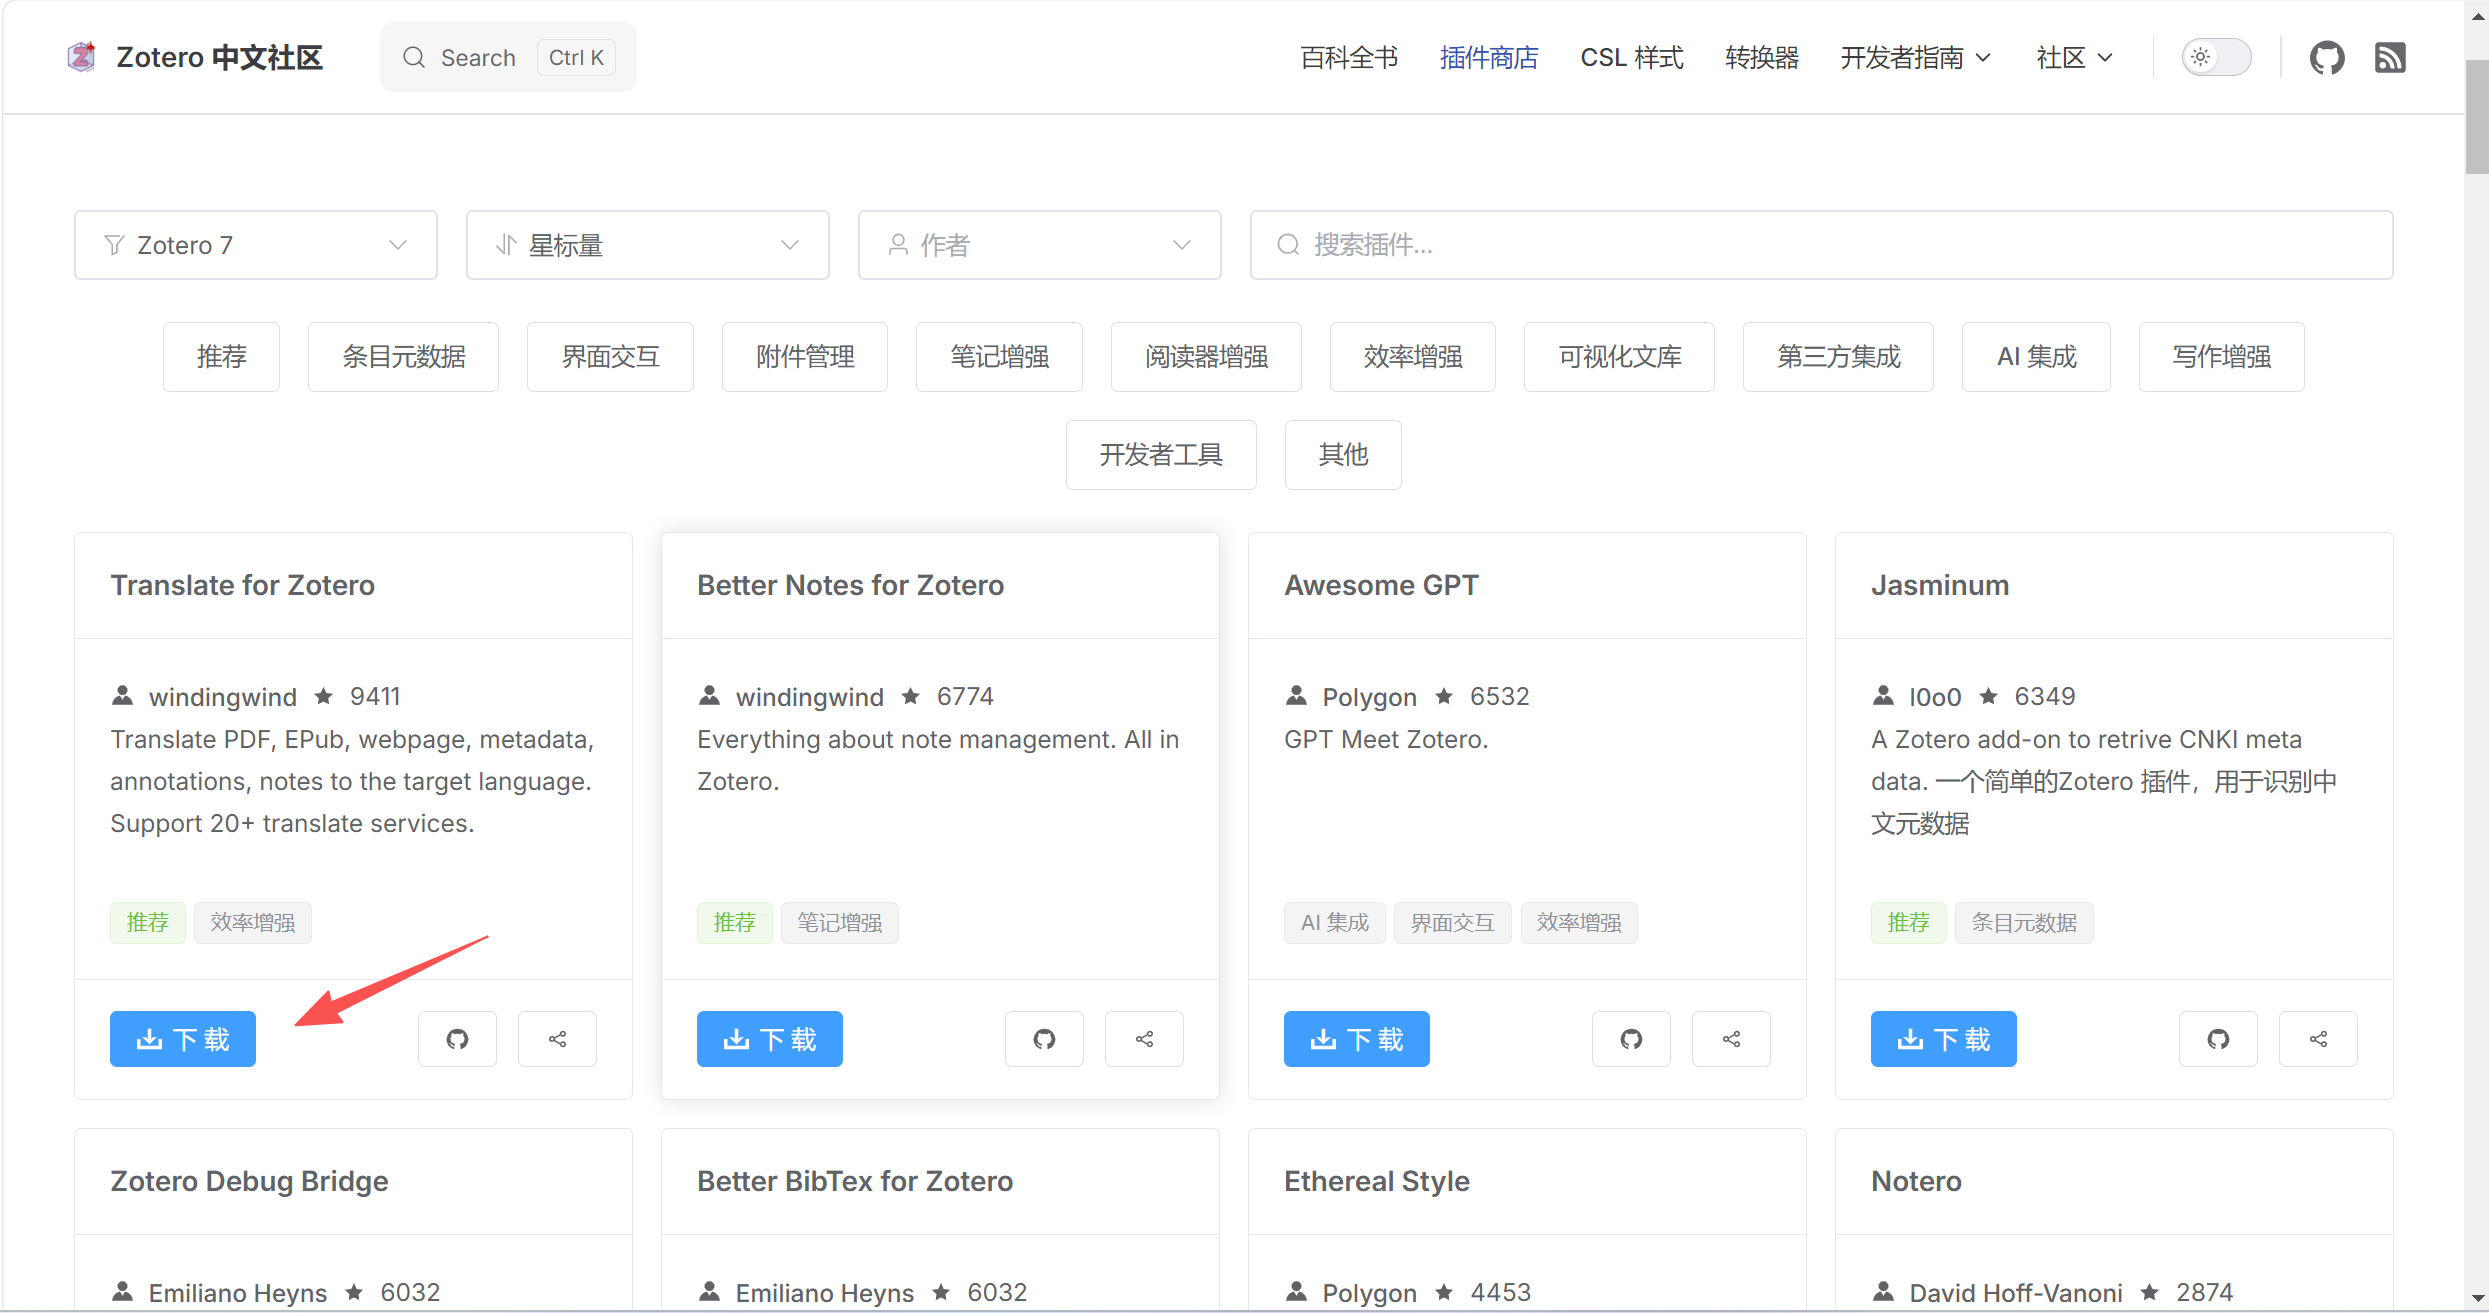 Zotero 中文社区
Search Ctrl K
百科全书 插件商店 CSL 样式 转换器 开发者指南 社区
Zotero 7
星标量
作者
搜索插件...
推荐 条目元数据 界面交互 附件管理 笔记增强 阅读器增强 效率增强 可视化文库 第三方集成 AI 集成 写作增强
开发者工具 其他
Translate for Zotero
windingwind 9411
Translate PDF, EPub, webpage, metadata,
annotations, notes to the target language.
Support 20+ translate services.
推荐 效率增强
下载
Better Notes for Zotero
windingwind 6774
Everything about note management. All in
Zotero.
推荐 笔记增强
下载
Awesome GPT
Polygon 6532
GPT Meet Zotero.
AI 集成 界面交互 效率增强
下载
Jasminum
l0o0 6349
A Zotero add-on to retrive CNKI meta
data. 一个简单的Zotero 插件，用于识别中
文元数据
推荐 条目元数据
下载
Zotero Debug Bridge
Emiliano Heyns 6032
Better BibTex for Zotero
Emiliano Heyns 6032
Ethereal Style
Polygon 4453
Notero
David Hoff-Vanoni 2874